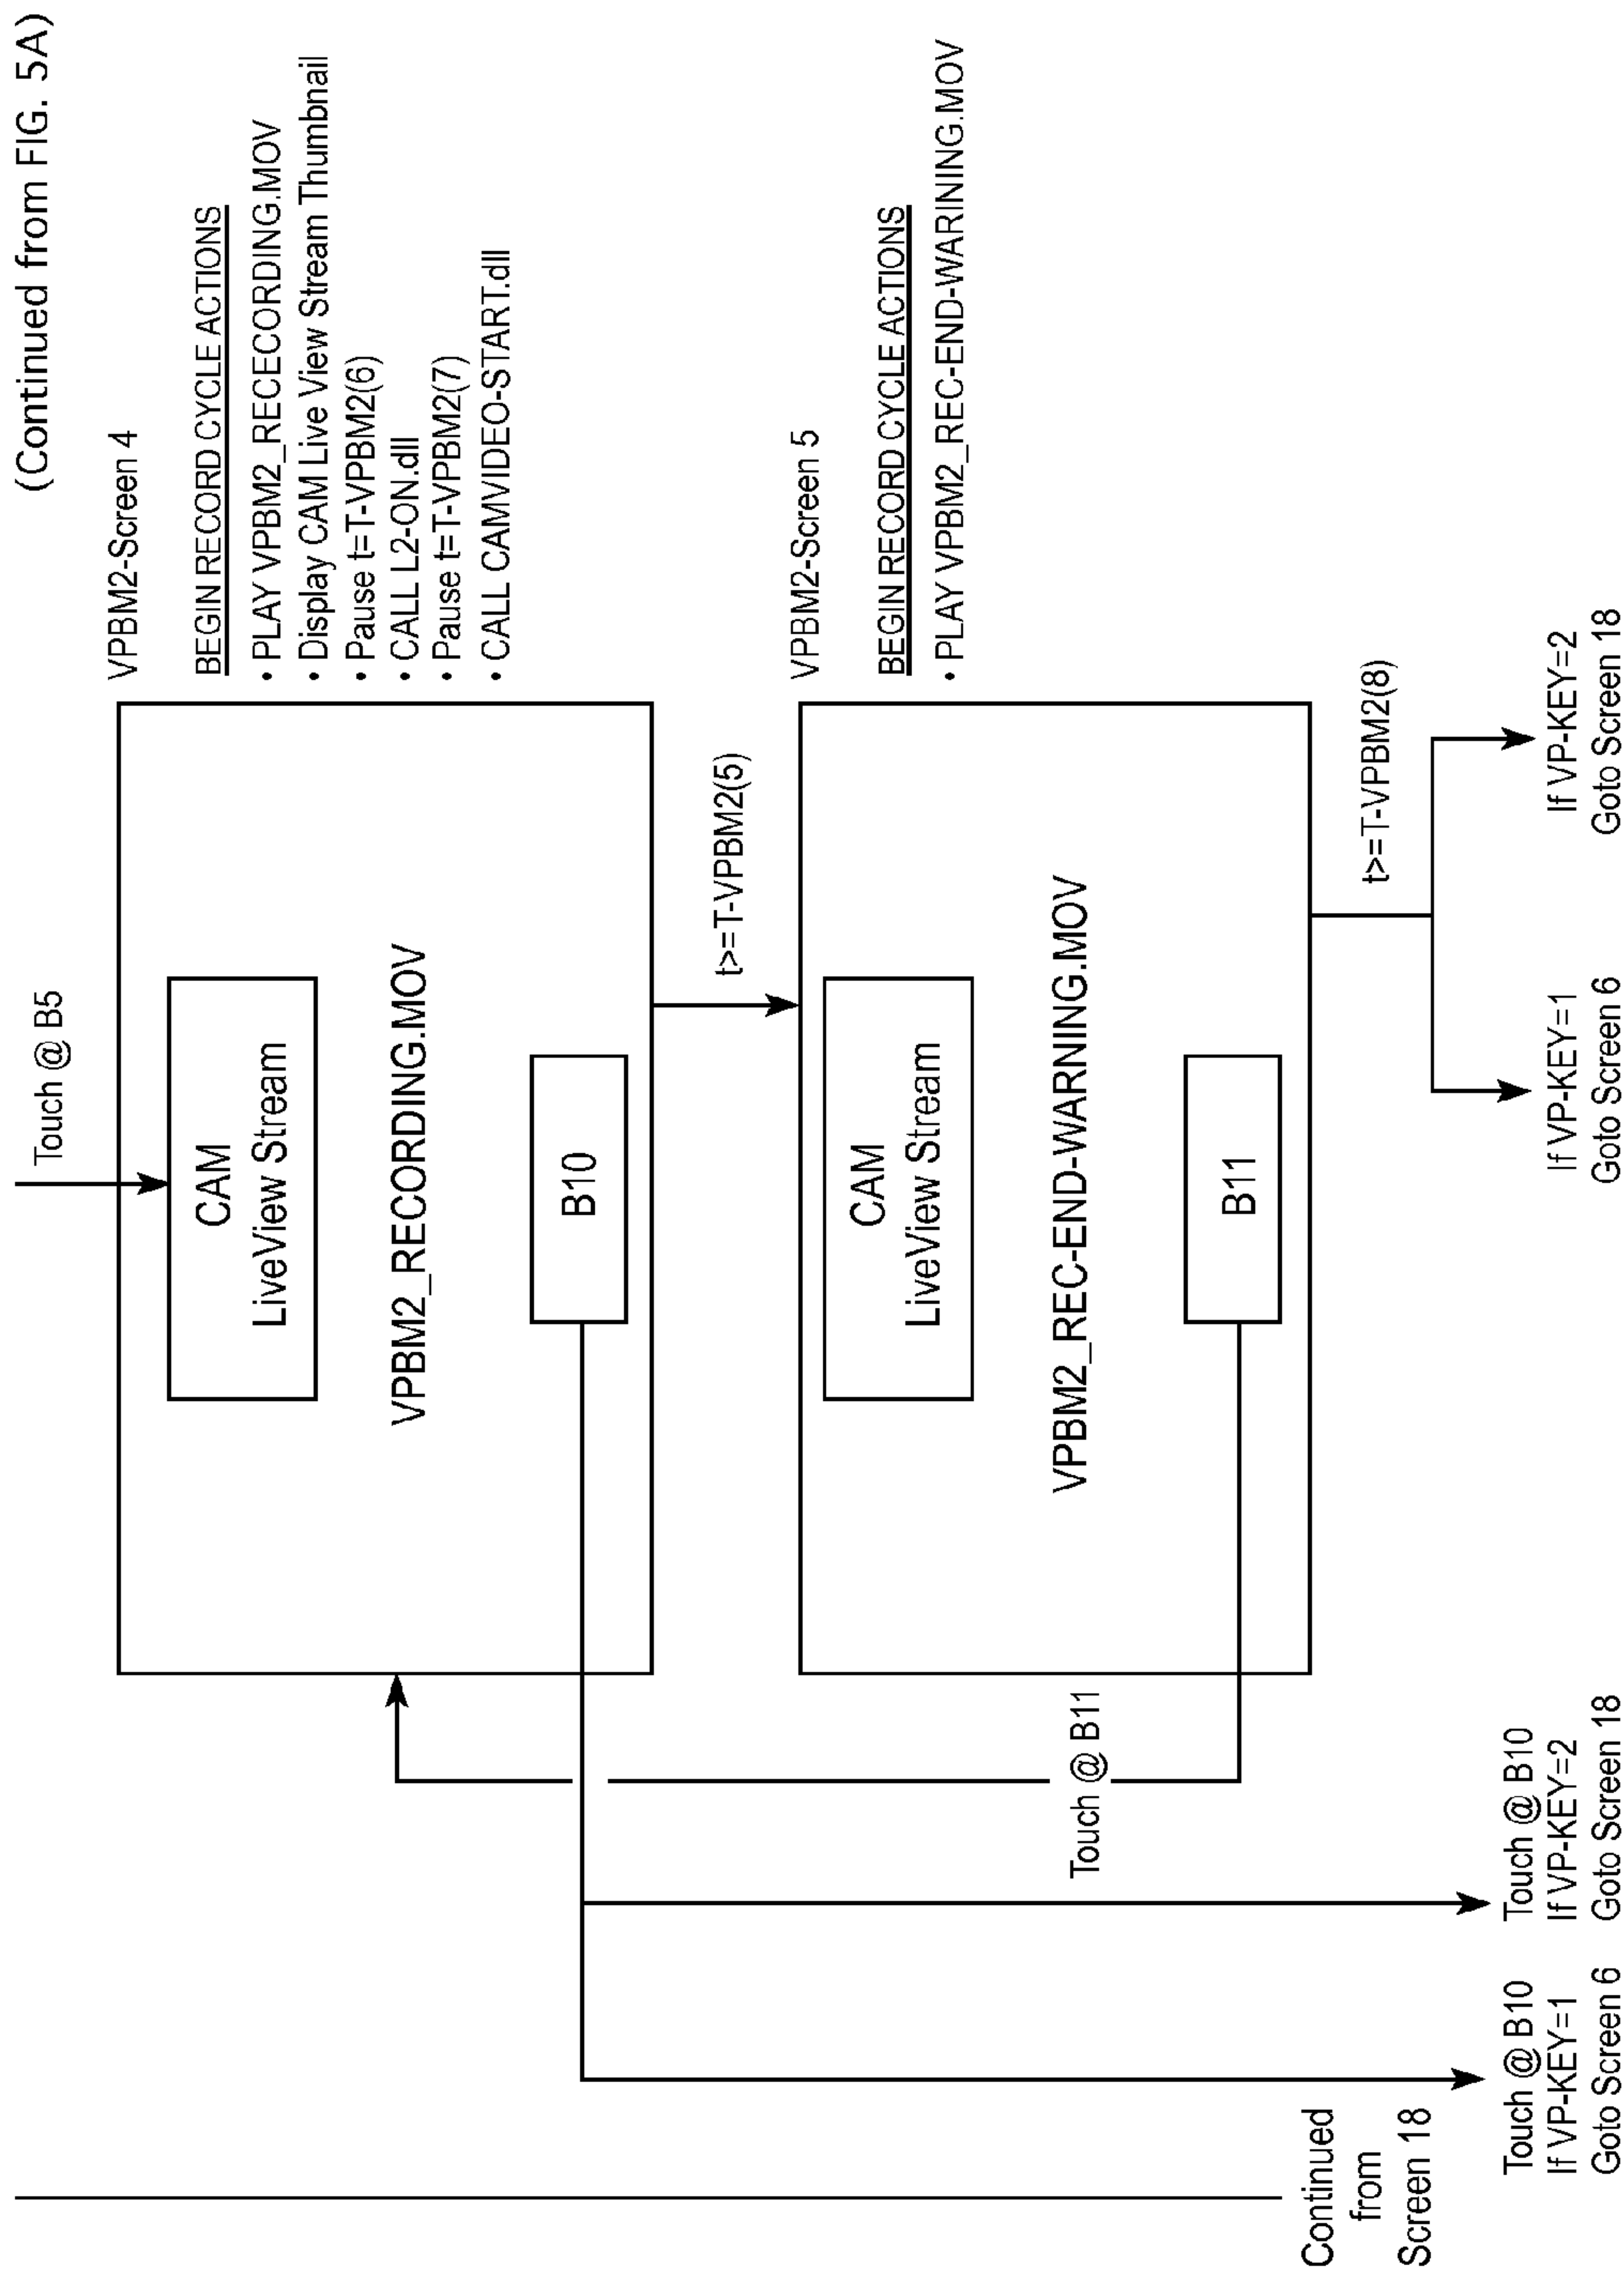 (Continued from FIG. 5A)
Touch @ B5
VPBM2-Screen 4
BEGIN RECORD CYCLE ACTIONS
• PLAY VPBM2_RECECORDING.MOV
• Display CAM Live View Stream Thumbnail
• Pause t=T-VPBM2(6)
• CALL L2-ON.dll
• Pause t=T-VPBM2(7)
• CALL CAMVIDEO-START.dll
CAM
LiveView Stream
VPBM2_RECORDING.MOV
B10
t>=T-VPBM2(5)
VPBM2-Screen 5
BEGIN RECORD CYCLE ACTIONS
• PLAY VPBM2_REC-END-WARINING.MOV
CAM
LiveView Stream
VPBM2_REC-END-WARNING.MOV
B11
Touch @ B11
t>=T-VPBM2(8)
Continued
from
Screen 18
Touch @ B10
If VP-KEY=1
Goto Screen 6
Touch @ B10
If VP-KEY=2
Goto Screen 18
If VP-KEY=1
Goto Screen 6
If VP-KEY=2
Goto Screen 18